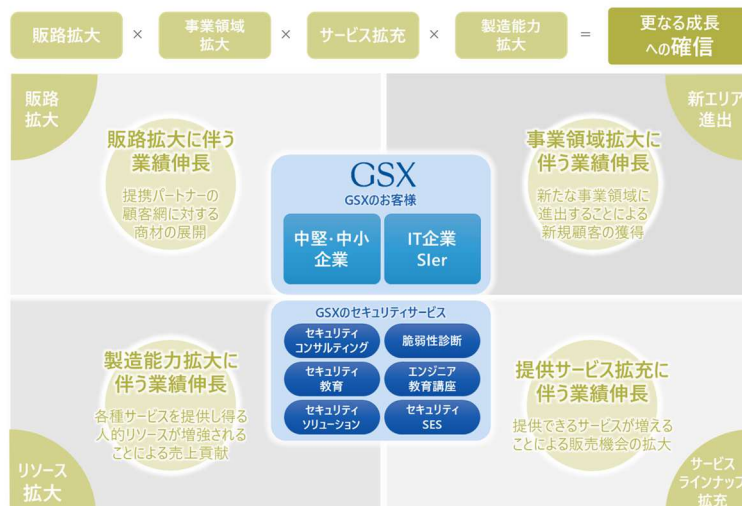 販路拡大
×
事業領域
拡大
×
サービス拡充
×
製造能力
拡大
=
更なる成長
への確信
販路
拡大
販路拡大に伴う
業績伸長
提携パートナーの
顧客網に対する
商材の展開
新エリア
進出
事業領域拡大に
伴う業績伸長
新たな事業領域に
進出することによる
新規顧客の獲得
GSX
GSXのお客様
中堅・中小
企業
IT企業
SIer
GSXのセキュリティサービス
セキュリティ
コンサルティング
脆弱性診断
セキュリティ
教育
エンジニア
教育講座
セキュリティ
ソリューション
セキュリティ
SES
製造能力拡大に
伴う業績伸長
各種サービスを提供し得る
人的リソースが増強される
ことによる売上貢献
リソース
拡大
提供サービス拡充に
伴う業績伸長
提供できるサービスが増える
ことによる販売機会の拡大
サービス
ラインナップ
拡充